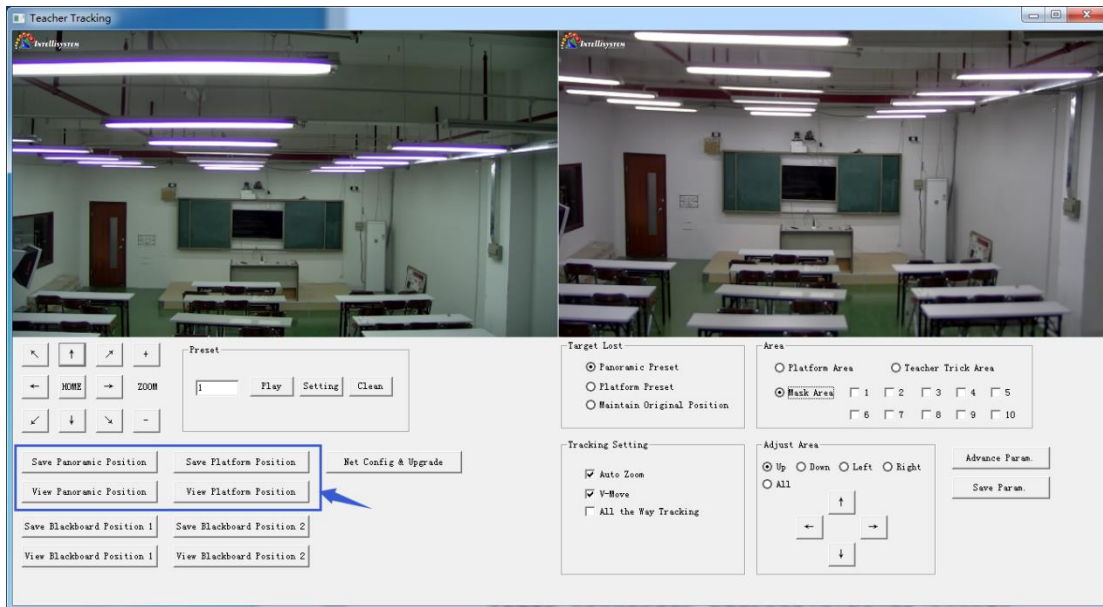 Teacher Tracking
INTELLISYSTEM
INTELLISYSTEM
↖ ↑ ↗ +
← HOME → ZOOM
↙ ↓ ↘ -
Preset
1 Play Setting Clean
Save Panoramic Position Save Platform Position Net Config & Upgrade
View Panoramic Position View Platform Position
Save Blackboard Position 1 Save Blackboard Position 2
View Blackboard Position 1 View Blackboard Position 2
Target Lost
Panoramic Preset
Platform Preset
Maintain Original Position
Area
Platform Area Teacher Trick Area
Mask Area 1 2 3 4 5
6 7 8 9 10
Tracking Setting
Auto Zoom
V-Move
All the Way Tracking
Adjust Area
Up Down Left Right
All
↑
← →
↓
Advance Param.
Save Param.